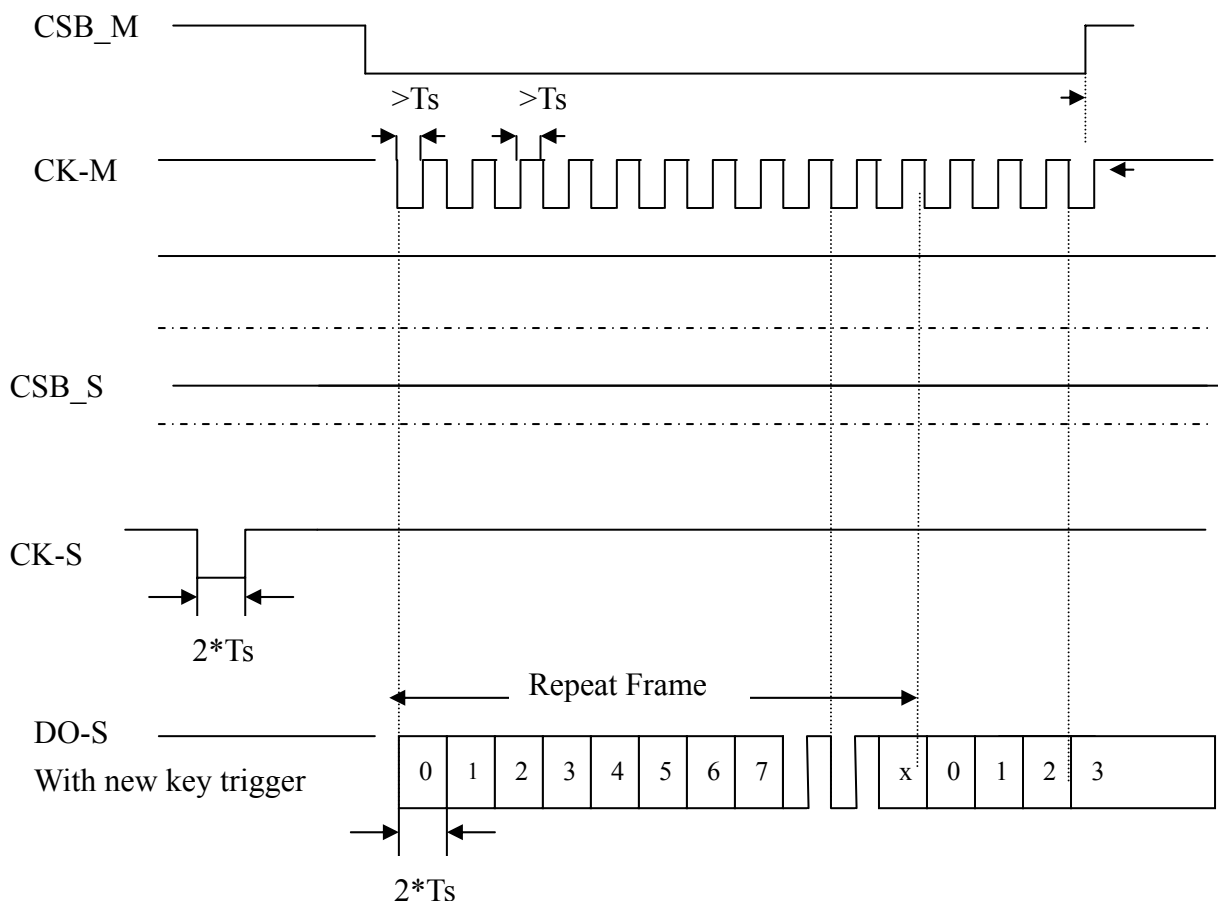 CSB_M
>Ts >Ts
CK-M
CSB_S
CK-S
2*Ts
Repeat Frame
DO-S
With new key trigger
0 1 2 3 4 5 6 7 x 0 1 2 3
2*Ts